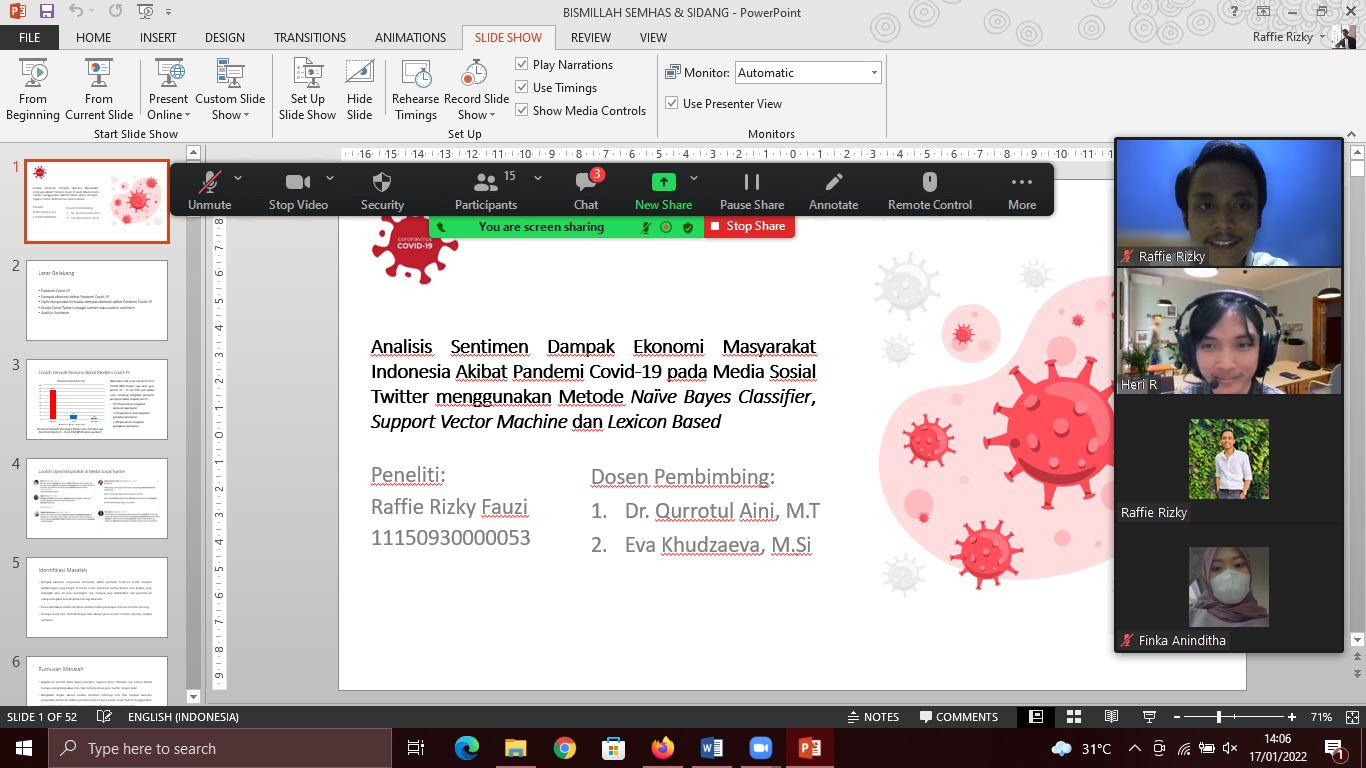 BISMILLAH SEMHAS & SIDANG - PowerPoint
FILE HOME INSERT DESIGN TRANSITIONS ANIMATIONS SLIDE SHOW REVIEW VIEW
Raffie Rizky
From Beginning
From Current Slide
Present Online
Custom Slide Show
Start Slide Show
Set Up Slide Show
Hide Slide
Rehearse Timings
Record Slide Show
Play Narrations
Use Timings
Show Media Controls
Set Up
Monitor: Automatic
Use Presenter View
Monitors
Unmute
Stop Video
Security
Participants 15
Chat 3
New Share
Pause Share
Annotate
Remote Control
More
You are screen sharing
Stop Share
1
2
Latar Belakang
3
Contoh Dampak Ekonomi Akibat Pandemi Covid-19
4
Contoh Opini Masyarakat di Media Sosial Twitter
5
Identifikasi Masalah
6
Rumusan Masalah
coronavirus
COVID-19
Analisis Sentimen Dampak Ekonomi Masyarakat
Indonesia Akibat Pandemi Covid-19 pada Media Sosial
Twitter menggunakan Metode Naive Bayes Classifier,
Support Vector Machine dan Lexicon Based
Peneliti:
Raffie Rizky Fauzi
11150930000053
Dosen Pembimbing:
1. Dr. Qurrotul Aini, M.T
2. Eva Khudzaeva, M.Si
Raffie Rizky
Heri R
Raffie Rizky
Finka Aninditha
SLIDE 1 OF 52
ENGLISH (INDONESIA)
NOTES
COMMENTS
71%
Type here to search
31°C
14:06
17/01/2022
1